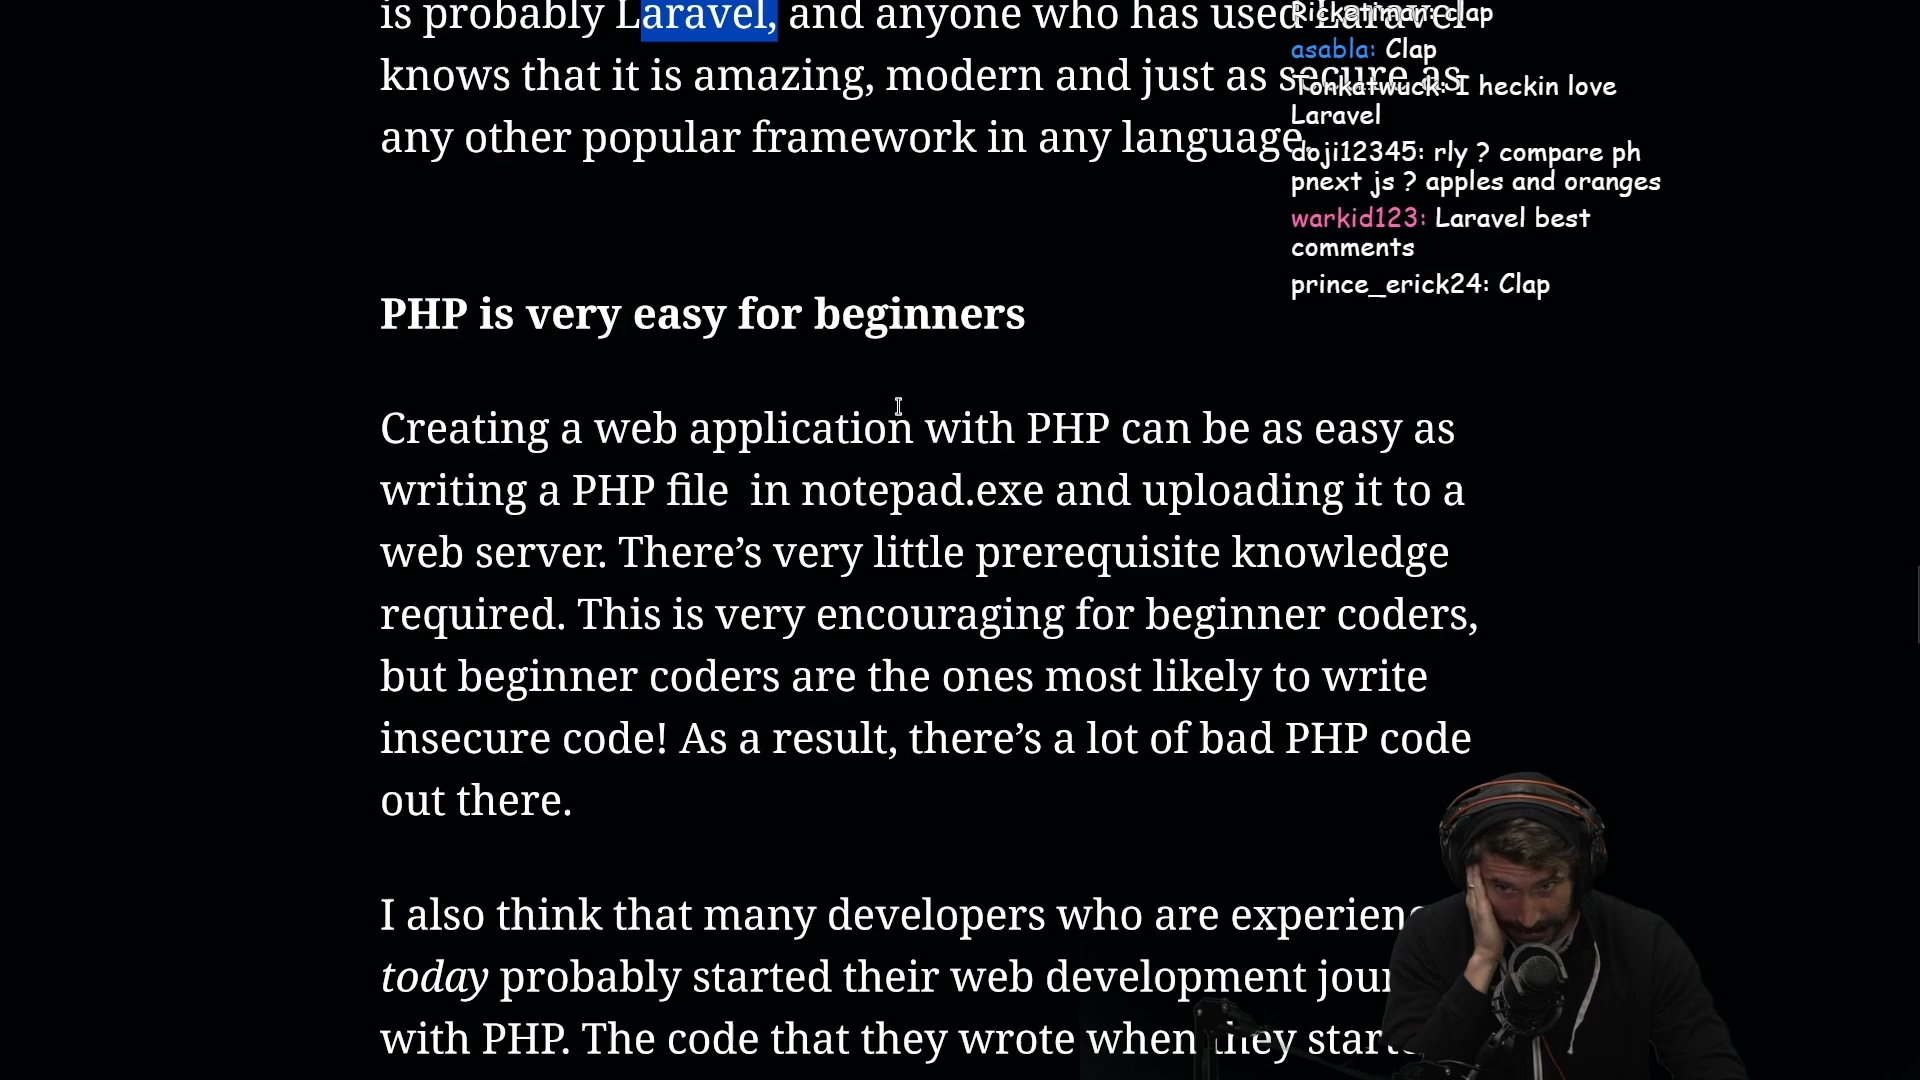 is probably Laravel, and anyone who has used Laravel
knows that it is amazing, modern and just as secure as
any other popular framework in any language.
PHP is very easy for beginners
Creating a web application with PHP can be as easy as
writing a PHP file in notepad.exe and uploading it to a
web server. There’s very little prerequisite knowledge
required. This is very encouraging for beginner coders,
but beginner coders are the ones most likely to write
insecure code! As a result, there’s a lot of bad PHP code
out there.
I also think that many developers who are
today probably started their web development
with PHP. The code that they wrote when they
clap
asabla: Clap
Tonkatwuck: I heckin love
Laravel
doji12345: rly ? compare ph
pnext js ? apples and oranges
warkid123: Laravel best
comments
prince_erick24: Clap